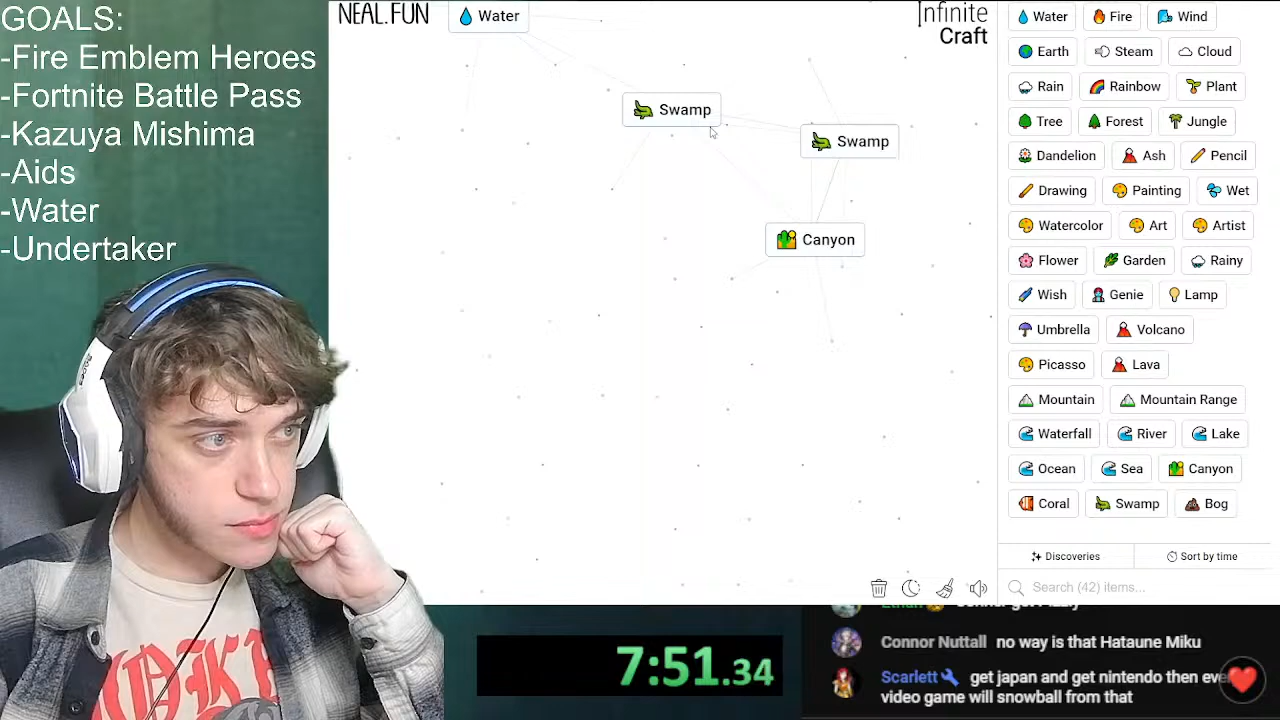 GOALS:
-Fire Emblem Heroes
-Fortnite Battle Pass
-Kazuya Mishima
-Aids
-Water
-Undertaker
NEAL.FUN
Water
Infinite
Craft
Swamp
Swamp
Canyon
Water Fire Wind
Earth Steam Cloud
Rain Rainbow Plant
Tree Forest Jungle
Dandelion Ash Pencil
Drawing Painting Wet
Watercolor Art Artist
Flower Garden Rainy
Wish Genie Lamp
Umbrella Volcano
Picasso Lava
Mountain Mountain Range
Waterfall River Lake
Ocean Sea Canyon
Coral Swamp Bog
Discoveries Sort by time
Search (42) items...
7:51.34
Connor Nuttall no way is that Hataune Miku
Scarlett get japan and get nintendo then eve
video game will snowball from that